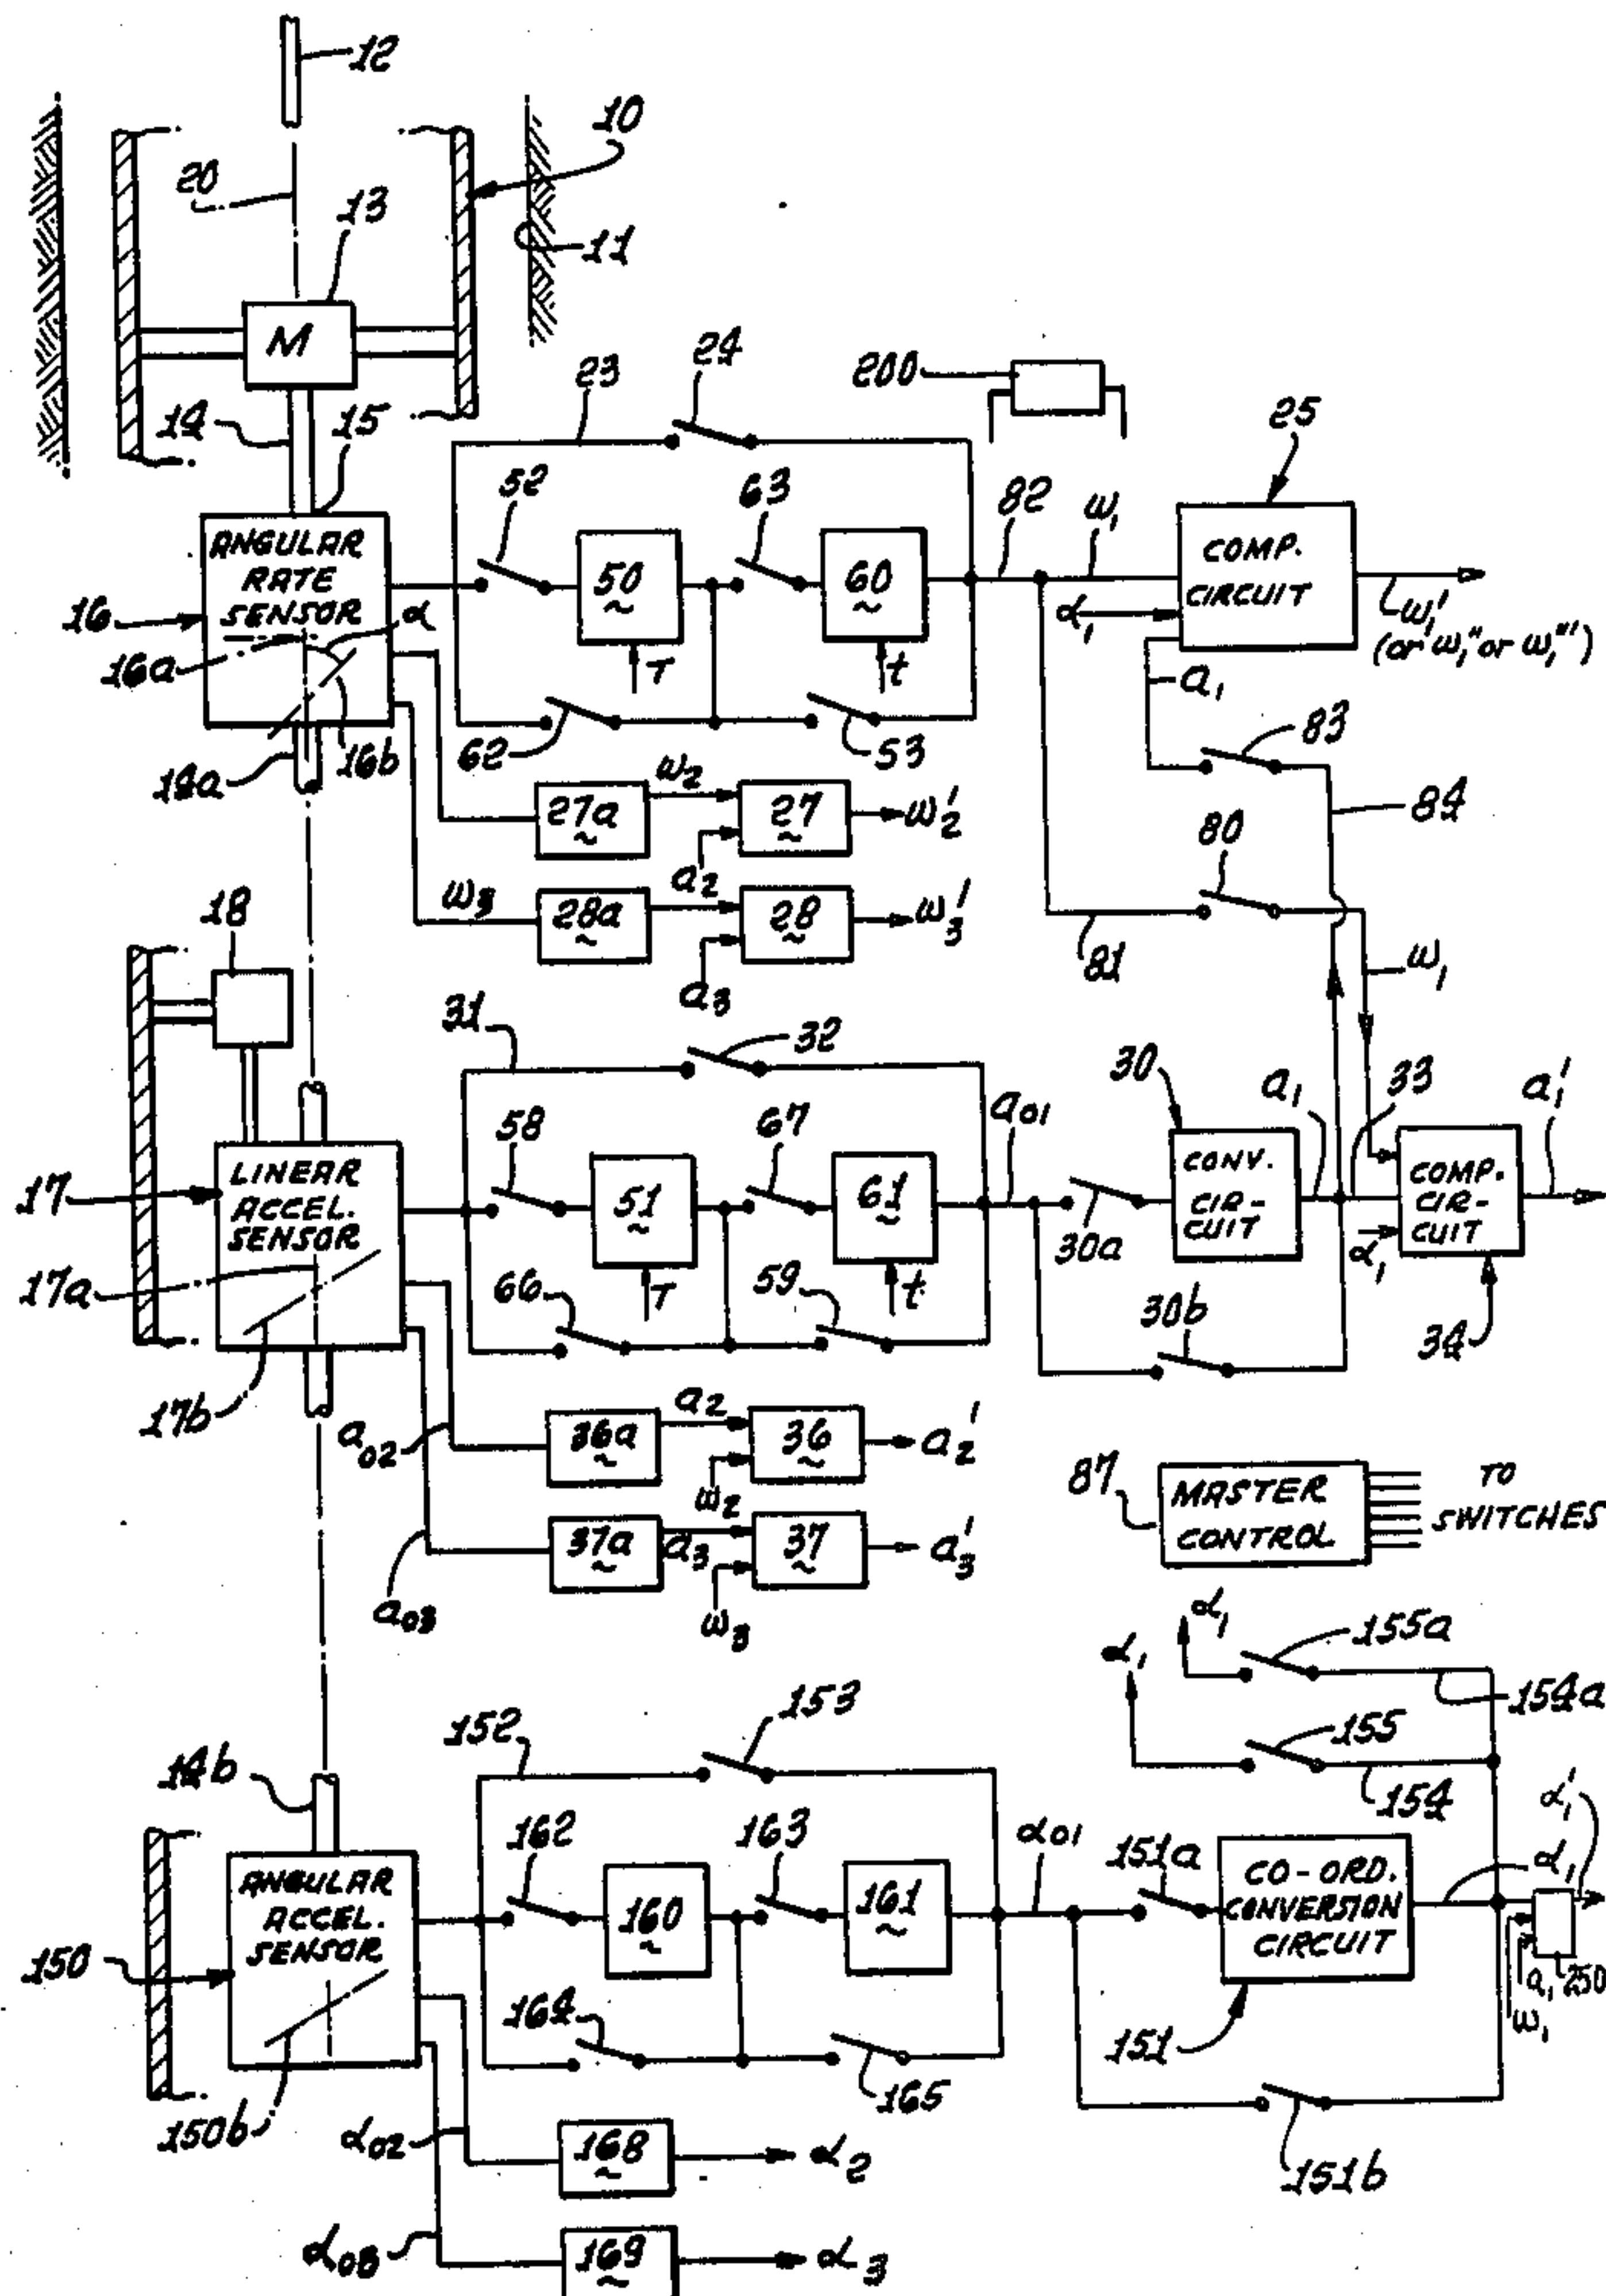 12
10
20
13
11
M
24
200
23
25
14
15
52
63
82
ω₁
ANGULAR
RATE
SENSOR
50
60
COMP.
CIRCUIT
16
α
α₁
ω₁'
(or ω₁'' or ω₁''')
16a
T
t
a₁
83
62
53
14a
16b
ω₂
84
27a
27
ω₂'
80
a₂
18
ω₃
28a
28
ω₃'
81
ω₁
a₃
31
32
30
a₁
33
a₁'
58
67
a₀₁
LINEAR
ACCEL.
SENSOR
17
51
61
CONV.
CIR-
CUIT
COMP.
CIR-
CUIT
30a
α₁
17a
66
T
59
t
30b
34
17b
a₀₂
a₂
36a
36
a₂'
87
MASTER
CONTROL
TO
SWITCHES
ω₂
37a
a₃
37
a₃'
a₀₃
ω₃
α₁
155a
α₁
154a
153
152
155
14b
154
α₁'
162
163
α₀₁
151a
α₁
ANGULAR
ACCEL.
SENSOR
160
161
CO-ORD.
CONVERSION
CIRCUIT
150
a₁
250
ω₁
164
165
151
150b
α₀₂
168
α₂
151b
α₀₃
169
α₃